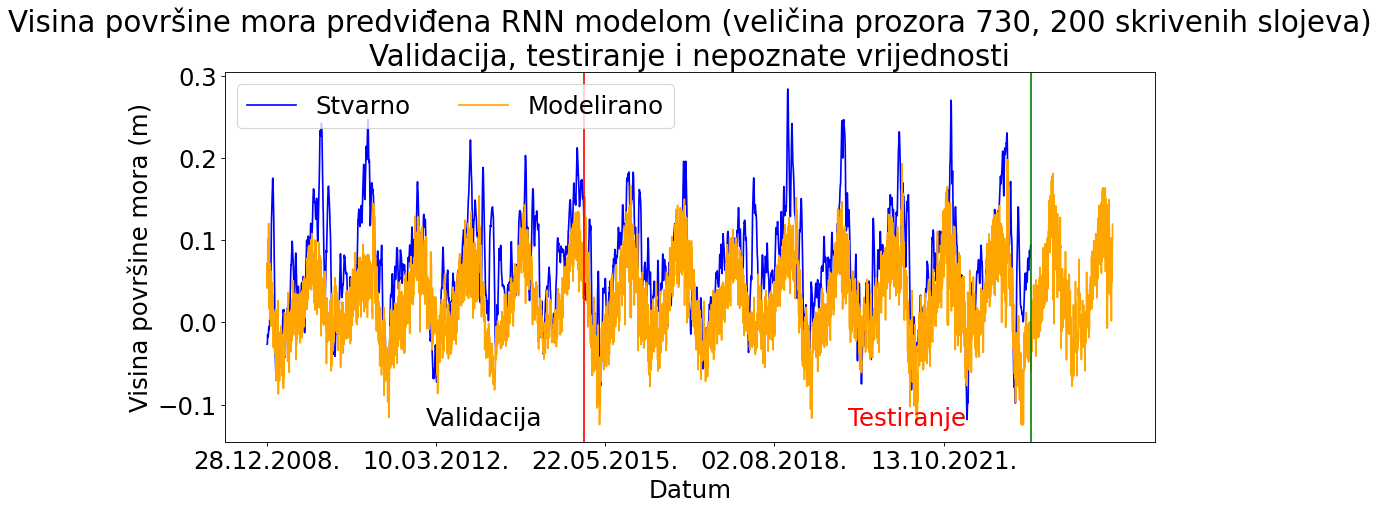 Visina površine mora predviđena RNN modelom (veličina prozora 730, 200 skrivenih slojeva)
Validacija, testiranje i nepoznate vrijednosti
Stvarno
Modelirano
Visina površine mora (m)
0.3
0.2
0.1
0.0
−0.1
Validacija
Testiranje
28.12.2008.
10.03.2012.
22.05.2015.
02.08.2018.
13.10.2021.
Datum